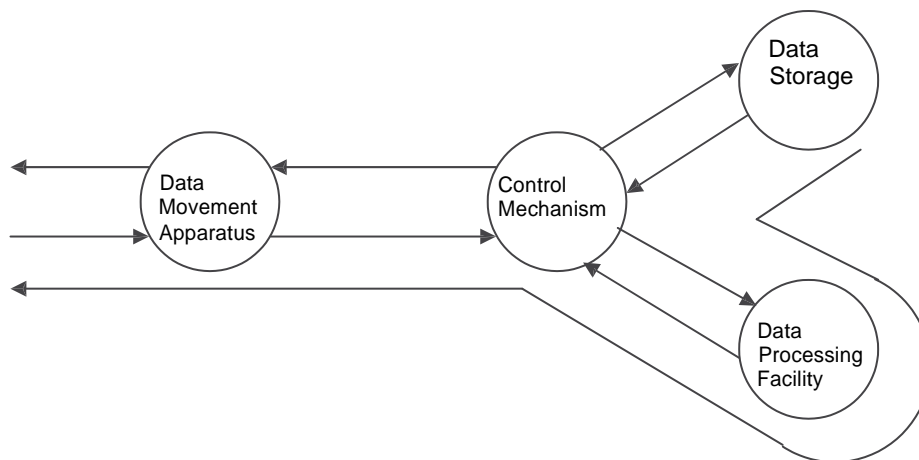 Data
Storage
Data
Movement
Apparatus
Control
Mechanism
Data
Processing
Facility